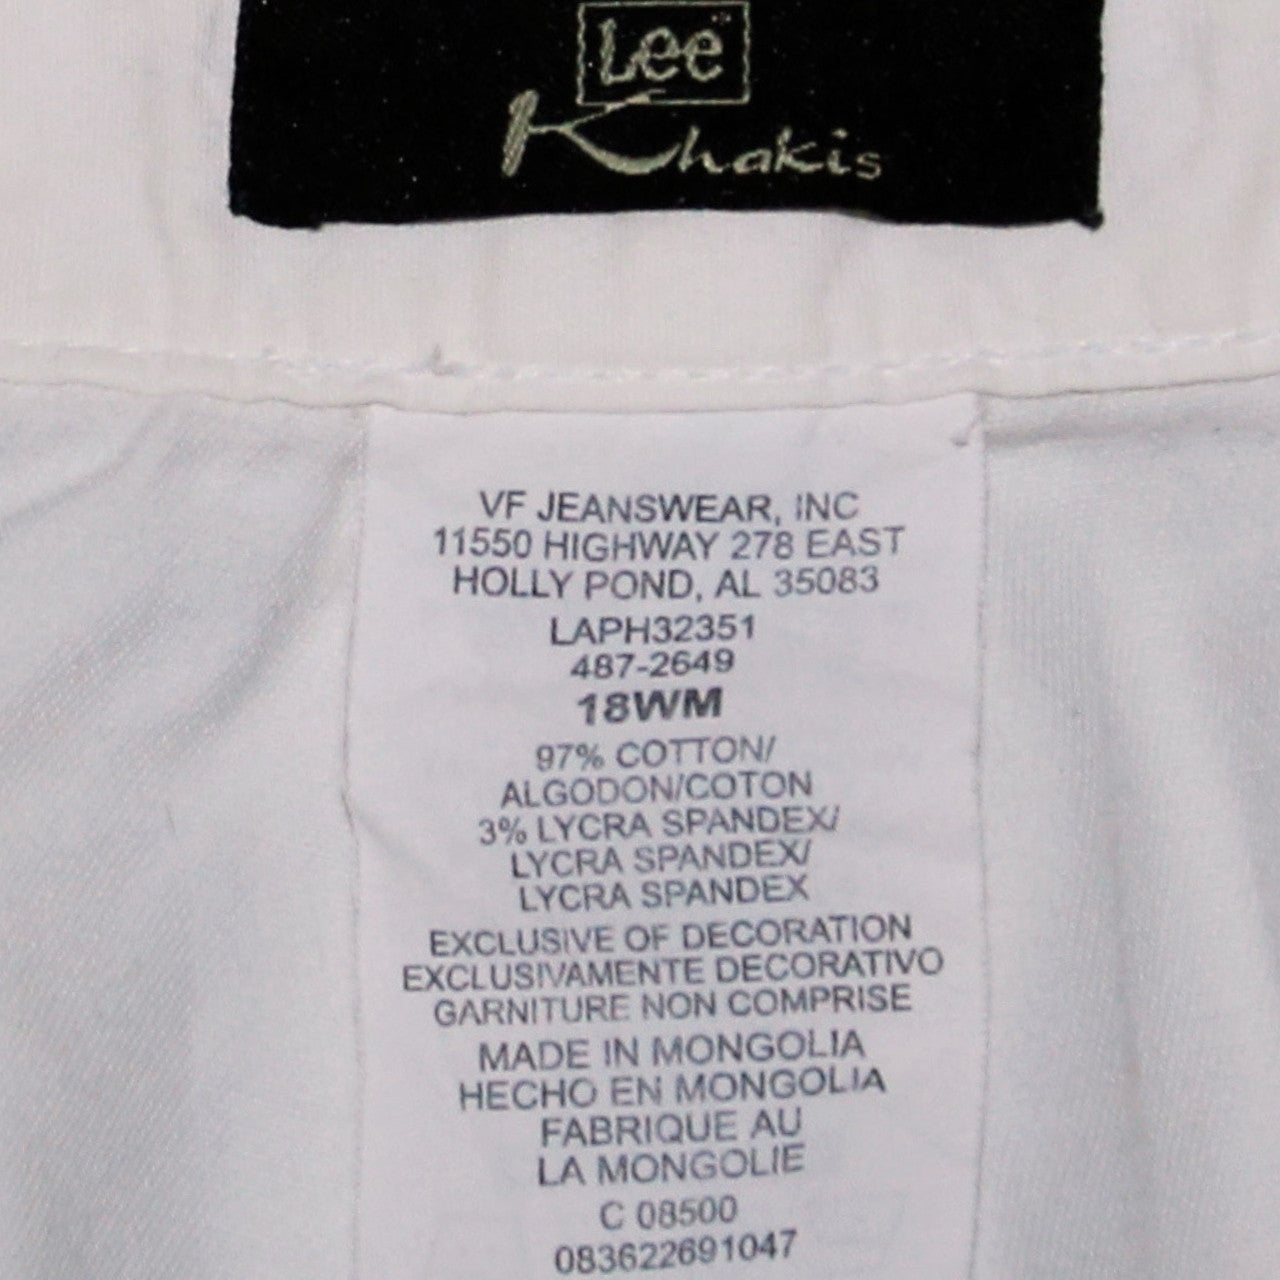 Lee
Khakis
VF JEANSWEAR, INC
11550 HIGHWAY 278 EAST
HOLLY POND, AL 35083
LAPH32351
487-2649
18WM
97% COTTON/
ALGODON/COTON
3% LYCRA SPANDEX/
LYCRA SPANDEX/
LYCRA SPANDEX
EXCLUSIVE OF DECORATION
EXCLUSIVAMENTE DECORATIVO
GARNITURE NON COMPRISE
MADE IN MONGOLIA
HECHO EN MONGOLIA
FABRIQUE AU
LA MONGOLIE
C 08500
083622691047